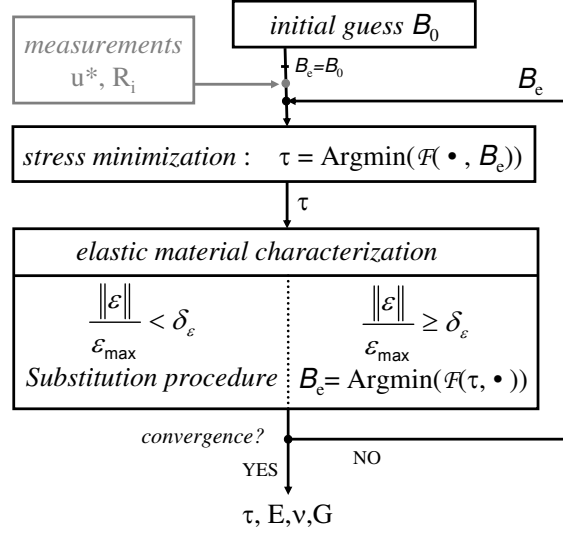 initial guess B₀
measurements
u*, Rᵢ
Bₑ=B₀
Bₑ
stress minimization : τ = Argmin(ℱ( • , Bₑ))
τ
elastic material characterization
‖ε‖/εmax < δε
‖ε‖/εmax ≥ δε
Substitution procedure
Bₑ= Argmin(ℱ(τ, • ))
convergence?
YES
NO
τ, E,ν,G